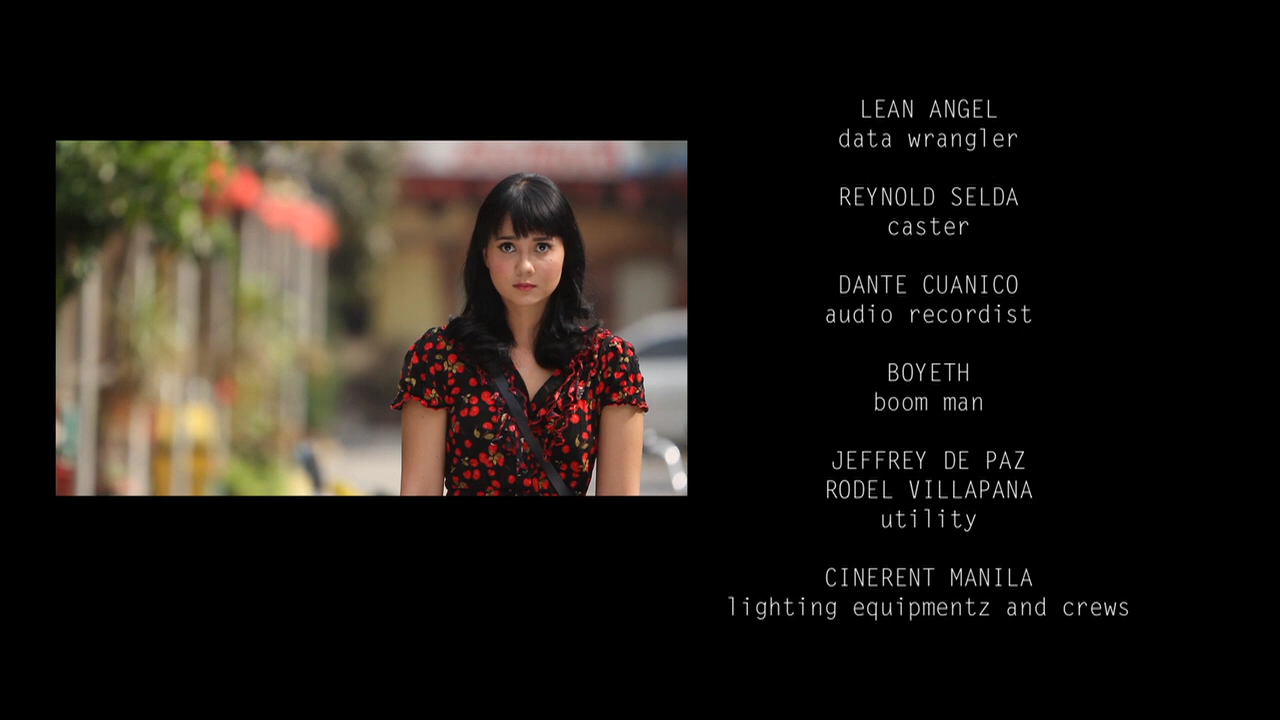 LEAN ANGEL
data wrangler
REYNOLD SELDA
caster
DANTE CUANICO
audio recordist
BOYETH
boom man
JEFFREY DE PAZ
RODEL VILLAPANA
utility
CINERENT MANILA
lighting equipmentz and crews